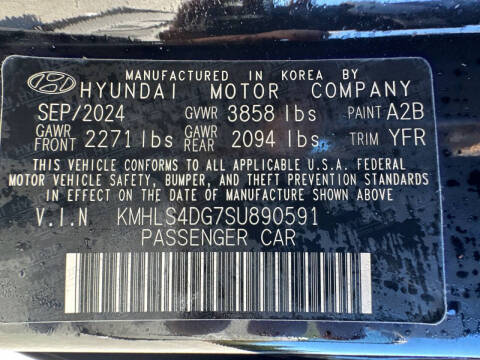 MANUFACTURED IN KOREA BY
HYUNDAI MOTOR COMPANY
SEP/2024 GVWR 3858 lbs PAINT A2B
GAWR FRONT 2271 lbs GAWR REAR 2094 lbs TRIM YFR
THIS VEHICLE CONFORMS TO ALL APPLICABLE U.S.A. FEDERAL
MOTOR VEHICLE SAFETY, BUMPER, AND THEFT PREVENTION STANDARDS
IN EFFECT ON THE DATE OF MANUFACTURE SHOWN ABOVE
V.I.N KMHLS4DG7SU890591
PASSENGER CAR